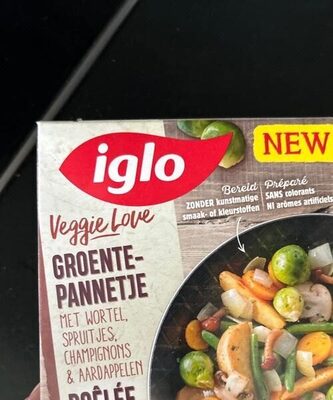 iglo
NEW
Veggie Love
GROENTE-
PANNETJE
MET WORTEL,
SPRUITJES,
CHAMPIGNONS
& AARDAPPELEN
POÊLÉE
Bereid
ZONDER kunstmatige
smaak- of kleurstoffen
Préparé
SANS colorants
NI arômes artificiels